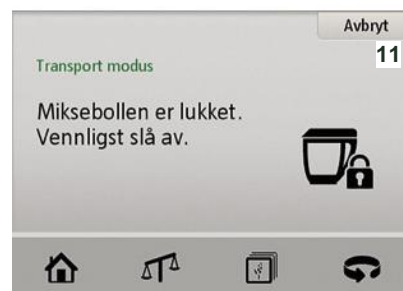 Avbryt
11
Transport modus
Miksebollen er lukket.
Vennligst slå av.